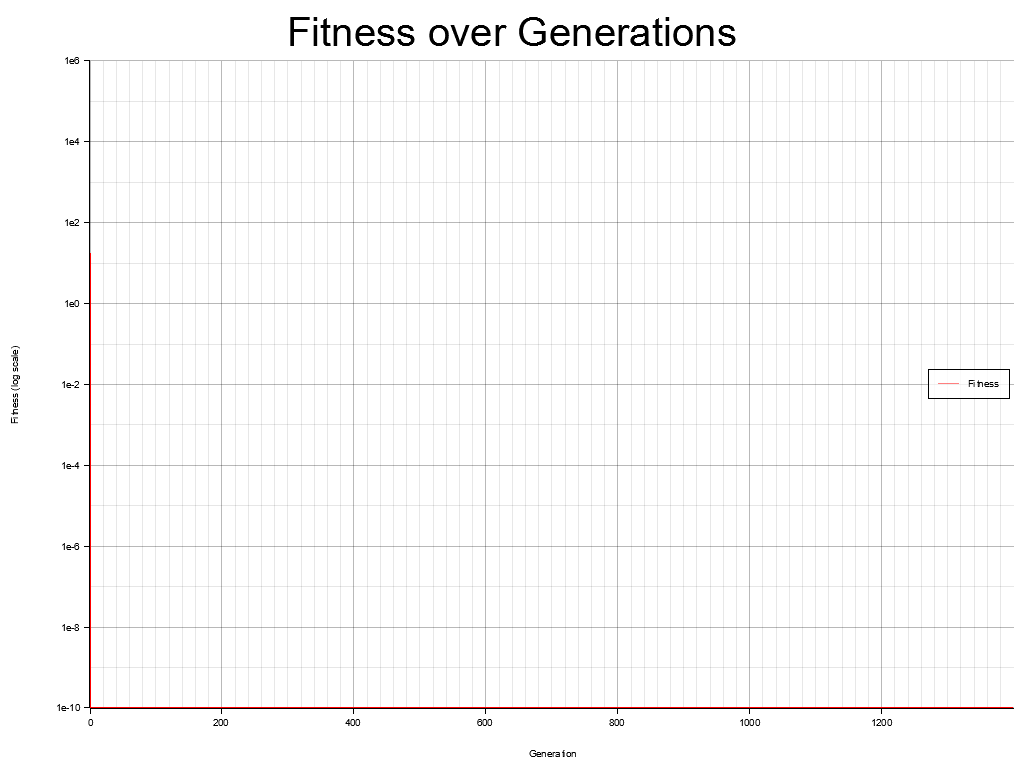 Fitness over Generations
1e6
1e4
1e2
1e0
1e-2
1e-4
1e-6
1e-8
1e-10
Fitness (log scale)
Fitness
0 200 400 600 800 1000 1200
Generation